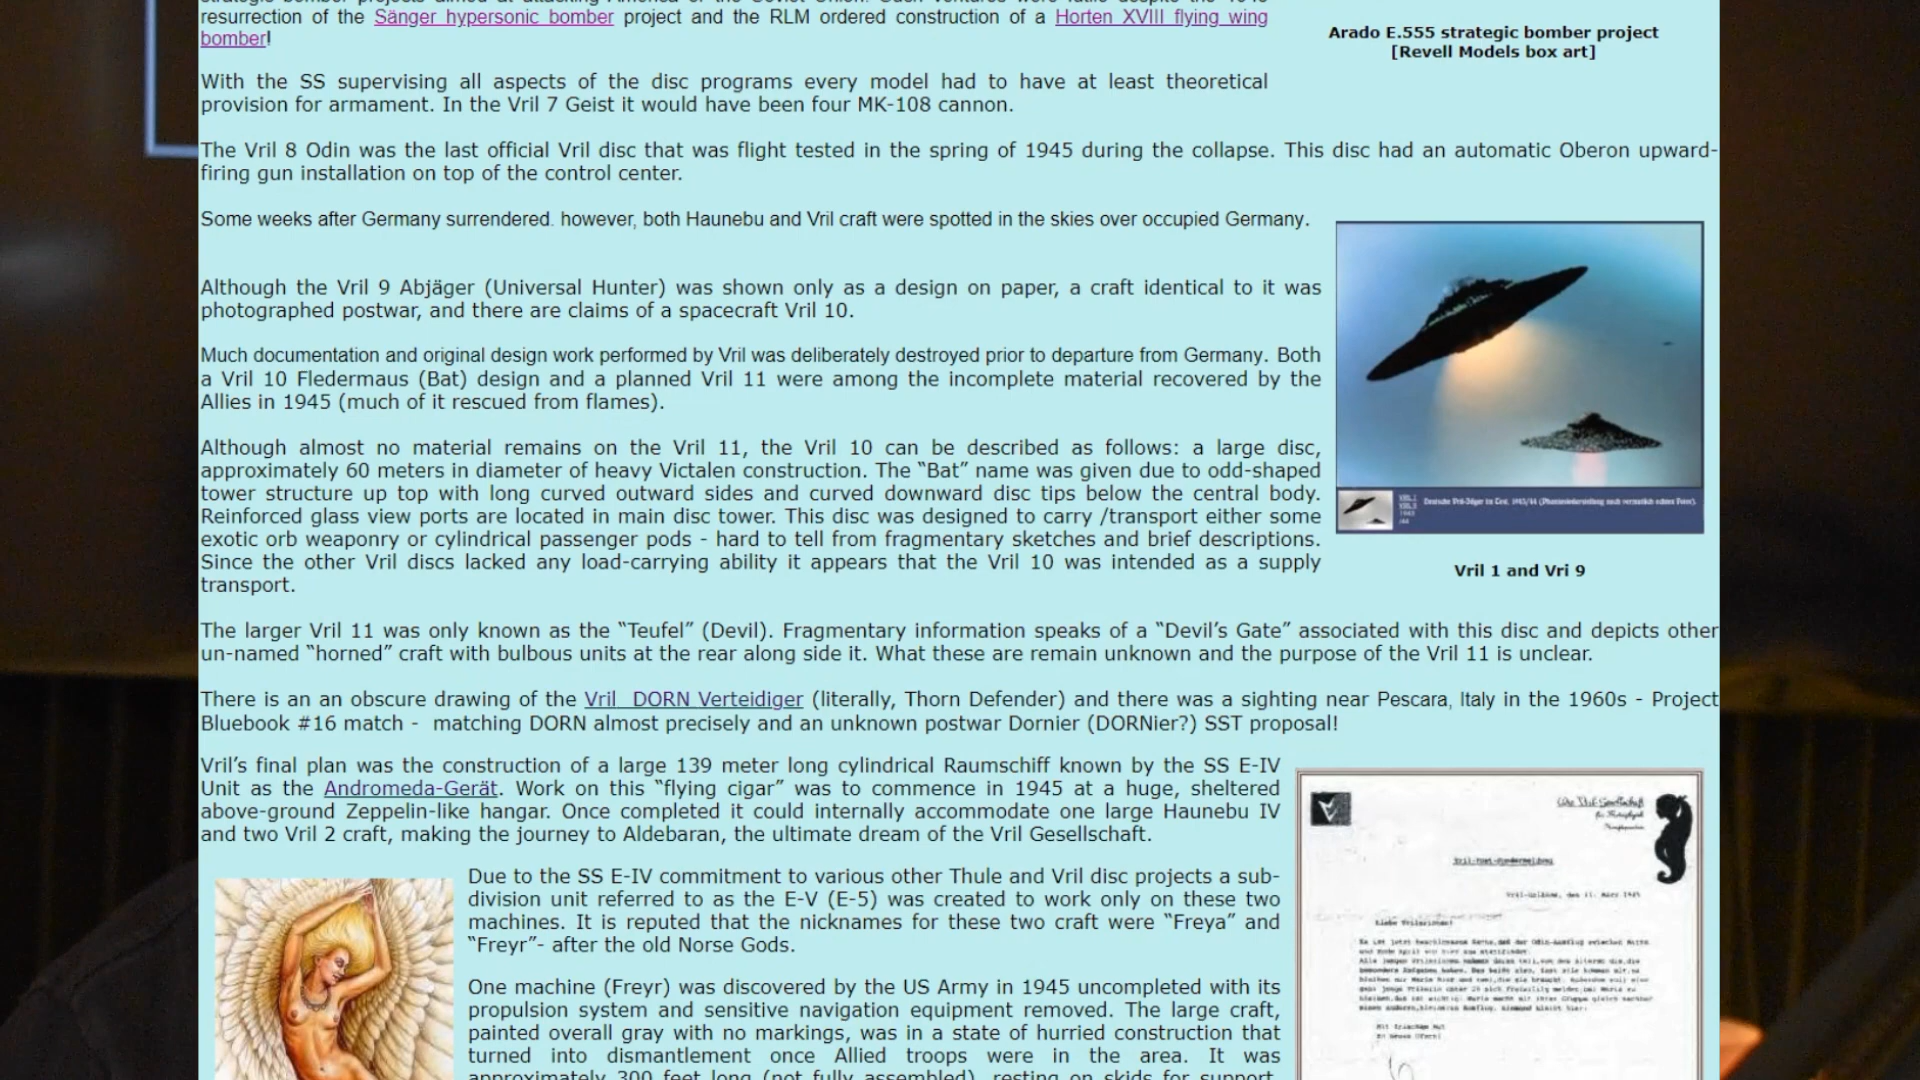 resurrection of the Sänger hypersonic bomber project and the RLM ordered construction of a Horten XVIII flying wing
bomber!
Arado E.555 strategic bomber project
[Revell Models box art]
With the SS supervising all aspects of the disc programs every model had to have at least theoretical
provision for armament. In the Vril 7 Geist it would have been four MK-108 cannon.
The Vril 8 Odin was the last official Vril disc that was flight tested in the spring of 1945 during the collapse. This disc had an automatic Oberon upward-
firing gun installation on top of the control center.
Some weeks after Germany surrendered. however, both Haunebu and Vril craft were spotted in the skies over occupied Germany.
Although the Vril 9 Abjäger (Universal Hunter) was shown only as a design on paper, a craft identical to it was
photographed postwar, and there are claims of a spacecraft Vril 10.
Much documentation and original design work performed by Vril was deliberately destroyed prior to departure from Germany. Both
a Vril 10 Fledermaus (Bat) design and a planned Vril 11 were among the incomplete material recovered by the
Allies in 1945 (much of it rescued from flames).
Although almost no material remains on the Vril 11, the Vril 10 can be described as follows: a large disc,
approximately 60 meters in diameter of heavy Victalen construction. The “Bat” name was given due to odd-shaped
tower structure up top with long curved outward sides and curved downward disc tips below the central body.
Reinforced glass view ports are located in main disc tower. This disc was designed to carry /transport either some
exotic orb weaponry or cylindrical passenger pods - hard to tell from fragmentary sketches and brief descriptions.
Since the other Vril discs lacked any load-carrying ability it appears that the Vril 10 was intended as a supply
transport.
Vril 1 and Vri 9
The larger Vril 11 was only known as the “Teufel” (Devil). Fragmentary information speaks of a “Devil’s Gate” associated with this disc and depicts other
un-named “horned” craft with bulbous units at the rear along side it. What these are remain unknown and the purpose of the Vril 11 is unclear.
There is an an obscure drawing of the Vril DORN Verteidiger (literally, Thorn Defender) and there was a sighting near Pescara, Italy in the 1960s - Project
Bluebook #16 match - matching DORN almost precisely and an unknown postwar Dornier (DORNier?) SST proposal!
Vril’s final plan was the construction of a large 139 meter long cylindrical Raumschiff known by the SS E-IV
Unit as the Andromeda-Gerät. Work on this “flying cigar” was to commence in 1945 at a huge, sheltered
above-ground Zeppelin-like hangar. Once completed it could internally accommodate one large Haunebu IV
and two Vril 2 craft, making the journey to Aldebaran, the ultimate dream of the Vril Gesellschaft.
Due to the SS E-IV commitment to various other Thule and Vril disc projects a sub-
division unit referred to as the E-V (E-5) was created to work only on these two
machines. It is reputed that the nicknames for these two craft were “Freya” and
“Freyr”- after the old Norse Gods.
One machine (Freyr) was discovered by the US Army in 1945 uncompleted with its
propulsion system and sensitive navigation equipment removed. The large craft,
painted overall gray with no markings, was in a state of hurried construction that
turned into dismantlement once Allied troops were in the area. It was
approximately 300 feet long (not fully assembled), resting on skids for support.